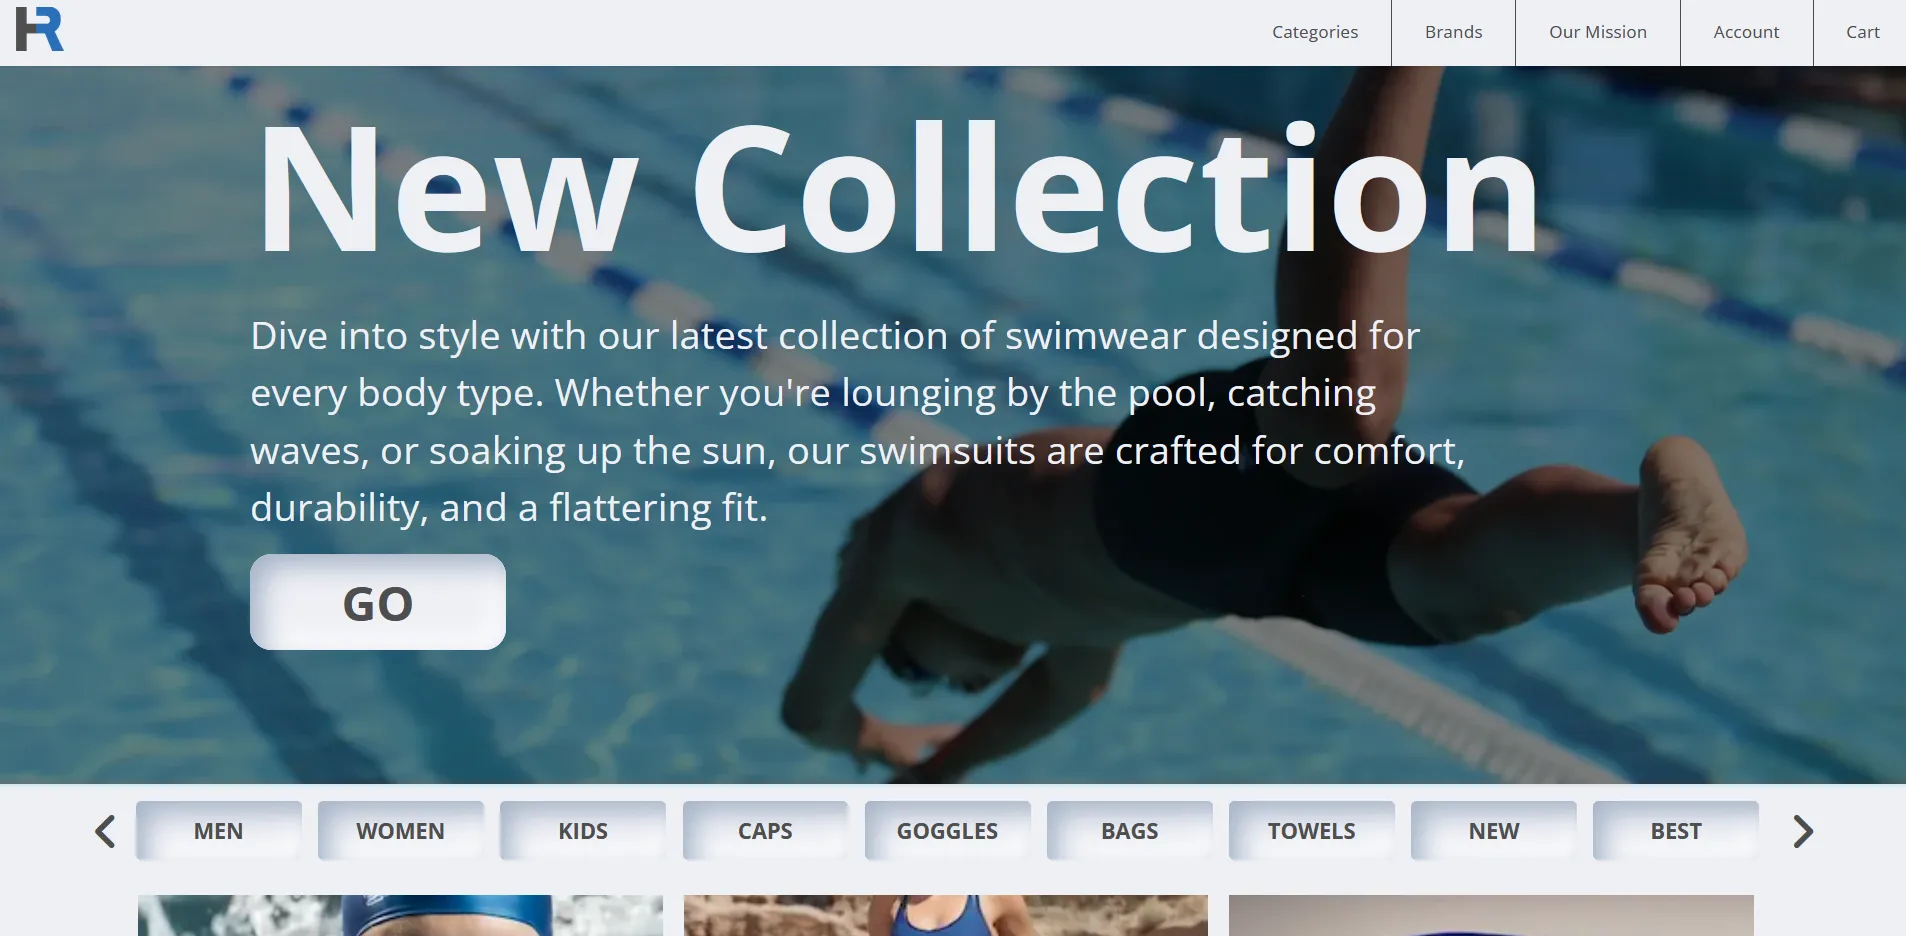 HR
Categories
Brands
Our Mission
Account
Cart
New Collection
Dive into style with our latest collection of swimwear designed for
every body type. Whether you're lounging by the pool, catching
waves, or soaking up the sun, our swimsuits are crafted for comfort,
durability, and a flattering fit.
GO
MEN
WOMEN
KIDS
CAPS
GOGGLES
BAGS
TOWELS
NEW
BEST